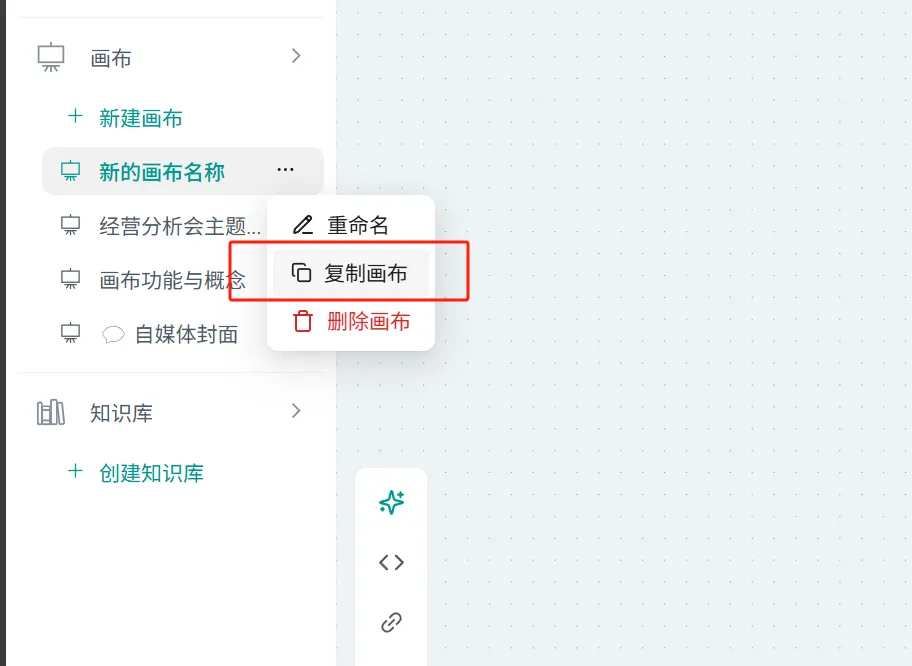 画布
+ 新建画布
新的画布名称 ···
经营分析会主题...
重命名
复制画布
画布功能与概念
删除画布
自媒体封面
知识库
+ 创建知识库